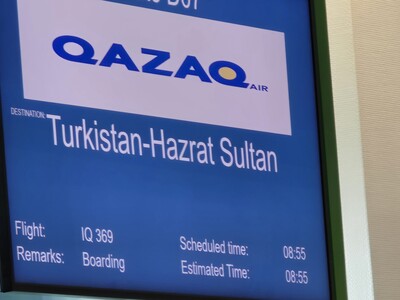 D07
QAZAQ
AIR
DESTINATION:
Turkistan-Hazrat Sultan
Flight: IQ 369 Scheduled time: 08:55
Remarks: Boarding Estimated Time: 08:55